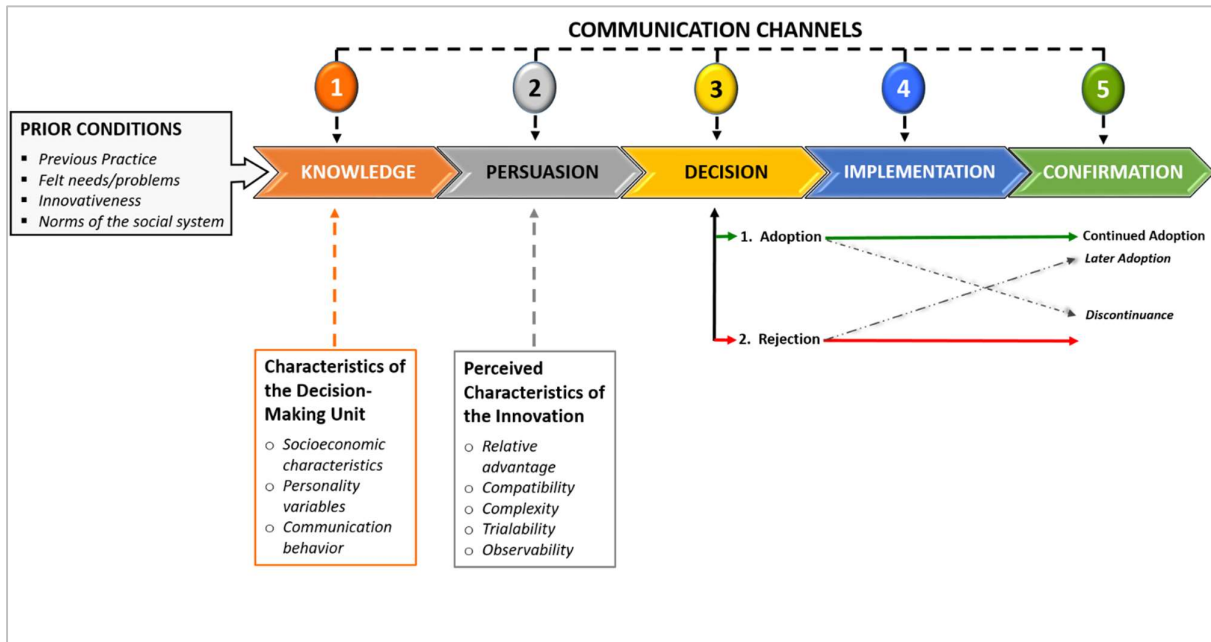 COMMUNICATION CHANNELS
1
2
3
4
5
PRIOR CONDITIONS
▪ Previous Practice
▪ Felt needs/problems
▪ Innovativeness
▪ Norms of the social system
KNOWLEDGE
PERSUASION
DECISION
IMPLEMENTATION
CONFIRMATION
1. Adoption
Continued Adoption
Later Adoption
Discontinuance
2. Rejection
Characteristics of
the Decision-
Making Unit
o Socioeconomic
characteristics
o Personality
variables
o Communication
behavior
Perceived
Characteristics of
the Innovation
o Relative
advantage
o Compatibility
o Complexity
o Trialability
o Observability